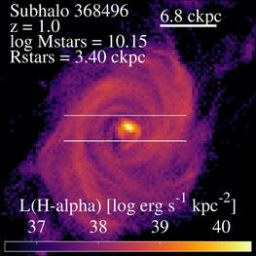 Subhalo 368496
6.8 ckpc
z = 1.0
log Mstars = 10.15
Rstars = 3.40 ckpc
L(H-alpha) [log erg s⁻¹ kpc⁻²]
37 38 39 40